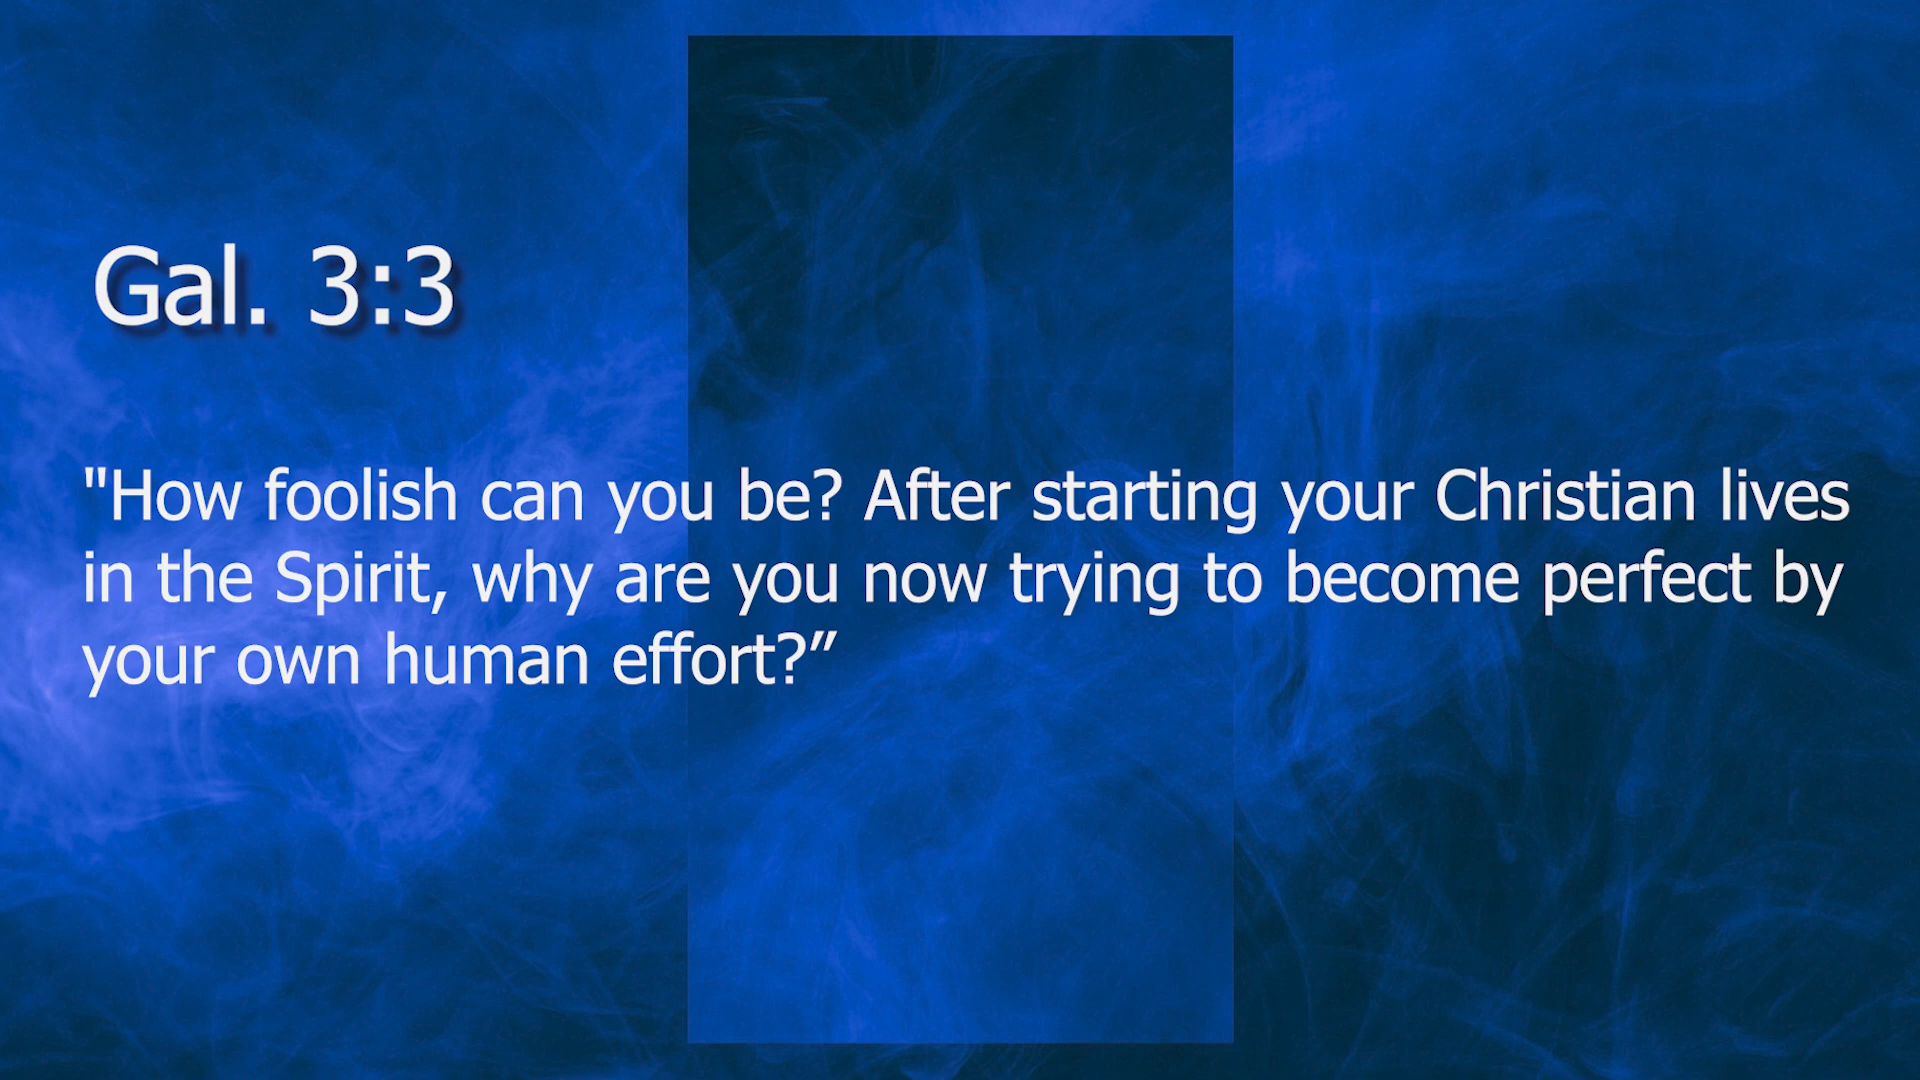 Gal. 3:3
"How foolish can you be? After starting your Christian lives
in the Spirit, why are you now trying to become perfect by
your own human effort?”